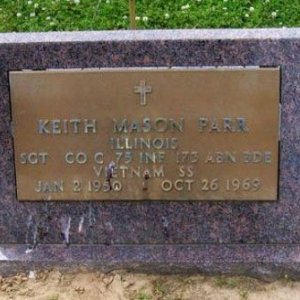 KEITH MASON PARR
ILLINOIS
SGT CO C 75 INF 173 ABN BDE
VIETNAM SS
JAN 2 1950 OCT 26 1969